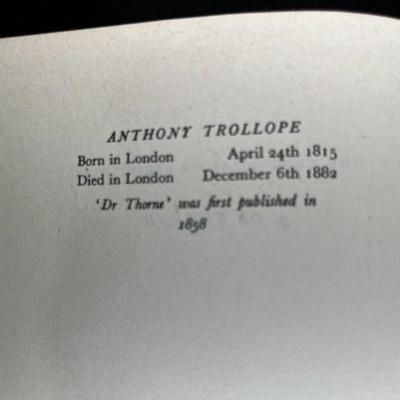 ANTHONY TROLLOPE
Born in London April 24th 1815
Died in London December 6th 1882
'Dr Thorne' was first published in
1858